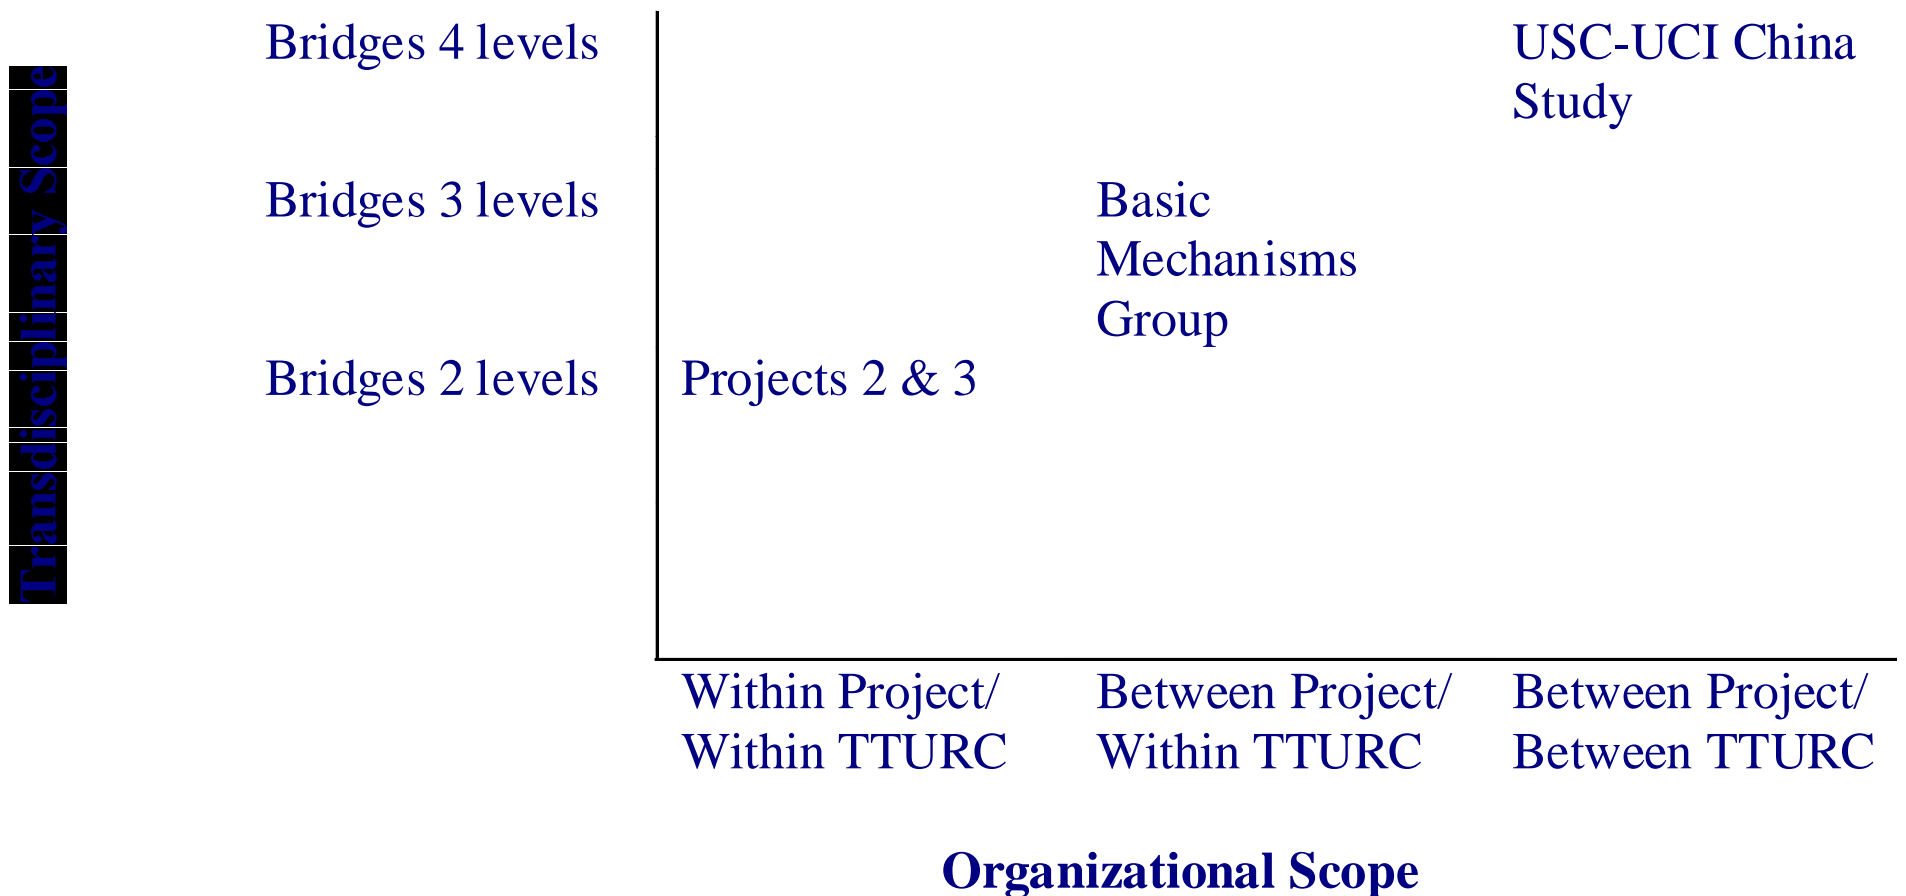 Transdisciplinary Scope
Bridges 4 levels
USC-UCI China
Study
Bridges 3 levels
Basic
Mechanisms
Group
Bridges 2 levels
Projects 2 & 3
Within Project/
Within TTURC
Between Project/
Within TTURC
Between Project/
Between TTURC
Organizational Scope